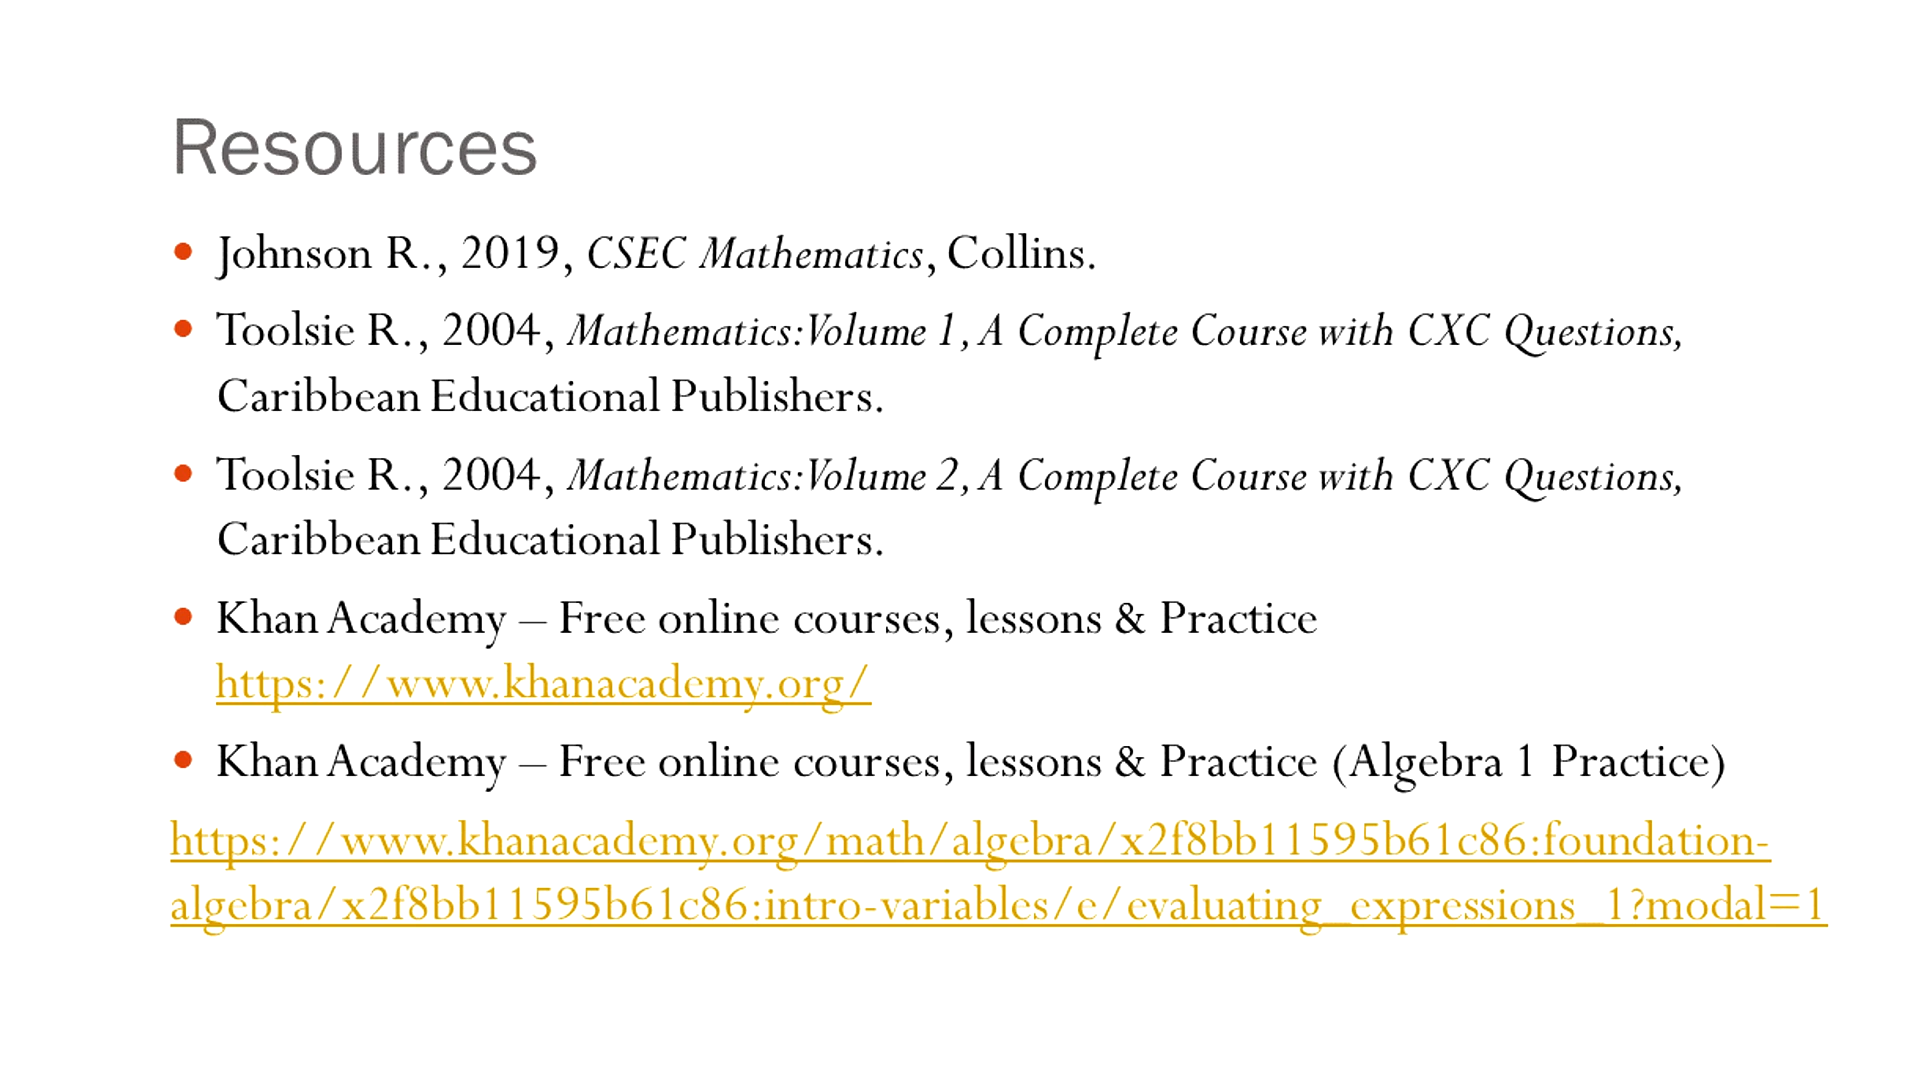 Resources
• Johnson R., 2019, CSEC Mathematics, Collins.
• Toolsie R., 2004, Mathematics: Volume 1, A Complete Course with CXC Questions,
Caribbean Educational Publishers.
• Toolsie R., 2004, Mathematics: Volume 2, A Complete Course with CXC Questions,
Caribbean Educational Publishers.
• Khan Academy – Free online courses, lessons & Practice
https://www.khanacademy.org/
• Khan Academy – Free online courses, lessons & Practice (Algebra 1 Practice)
https://www.khanacademy.org/math/algebra/x2f8bb11595b61c86:foundation-
algebra/x2f8bb11595b61c86:intro-variables/e/evaluating_expressions_1?modal=1